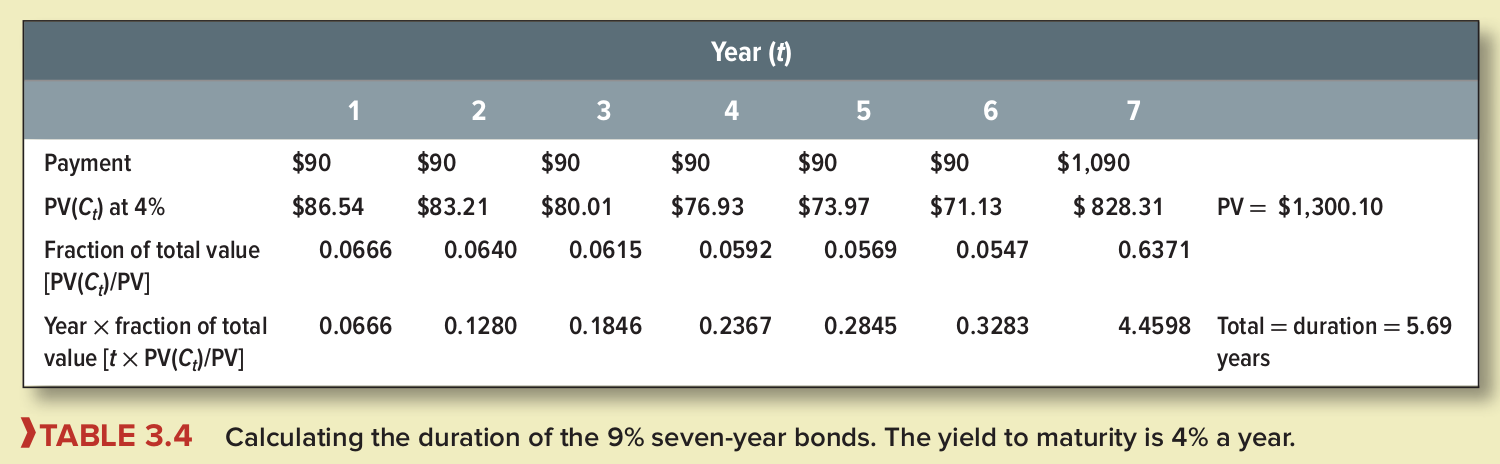 Year (t)
1 2 3 4 5 6 7
Payment $90 $90 $90 $90 $90 $90 $1,090
PV(Ct) at 4% $86.54 $83.21 $80.01 $76.93 $73.97 $71.13 $ 828.31 PV = $1,300.10
Fraction of total value 0.0666 0.0640 0.0615 0.0592 0.0569 0.0547 0.6371
[PV(Ct)/PV]
Year × fraction of total 0.0666 0.1280 0.1846 0.2367 0.2845 0.3283 4.4598 Total = duration = 5.69
value [t × PV(Ct)/PV] years
❱TABLE 3.4 Calculating the duration of the 9% seven-year bonds. The yield to maturity is 4% a year.